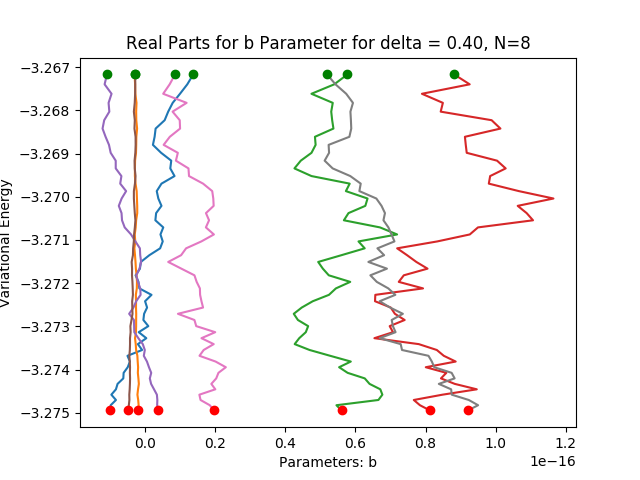 Real Parts for b Parameter for delta = 0.40, N=8
Variational Energy
−3.267
−3.268
−3.269
−3.270
−3.271
−3.272
−3.273
−3.274
−3.275
0.0 0.2 0.4 0.6 0.8 1.0 1.2
1e−16
Parameters: b